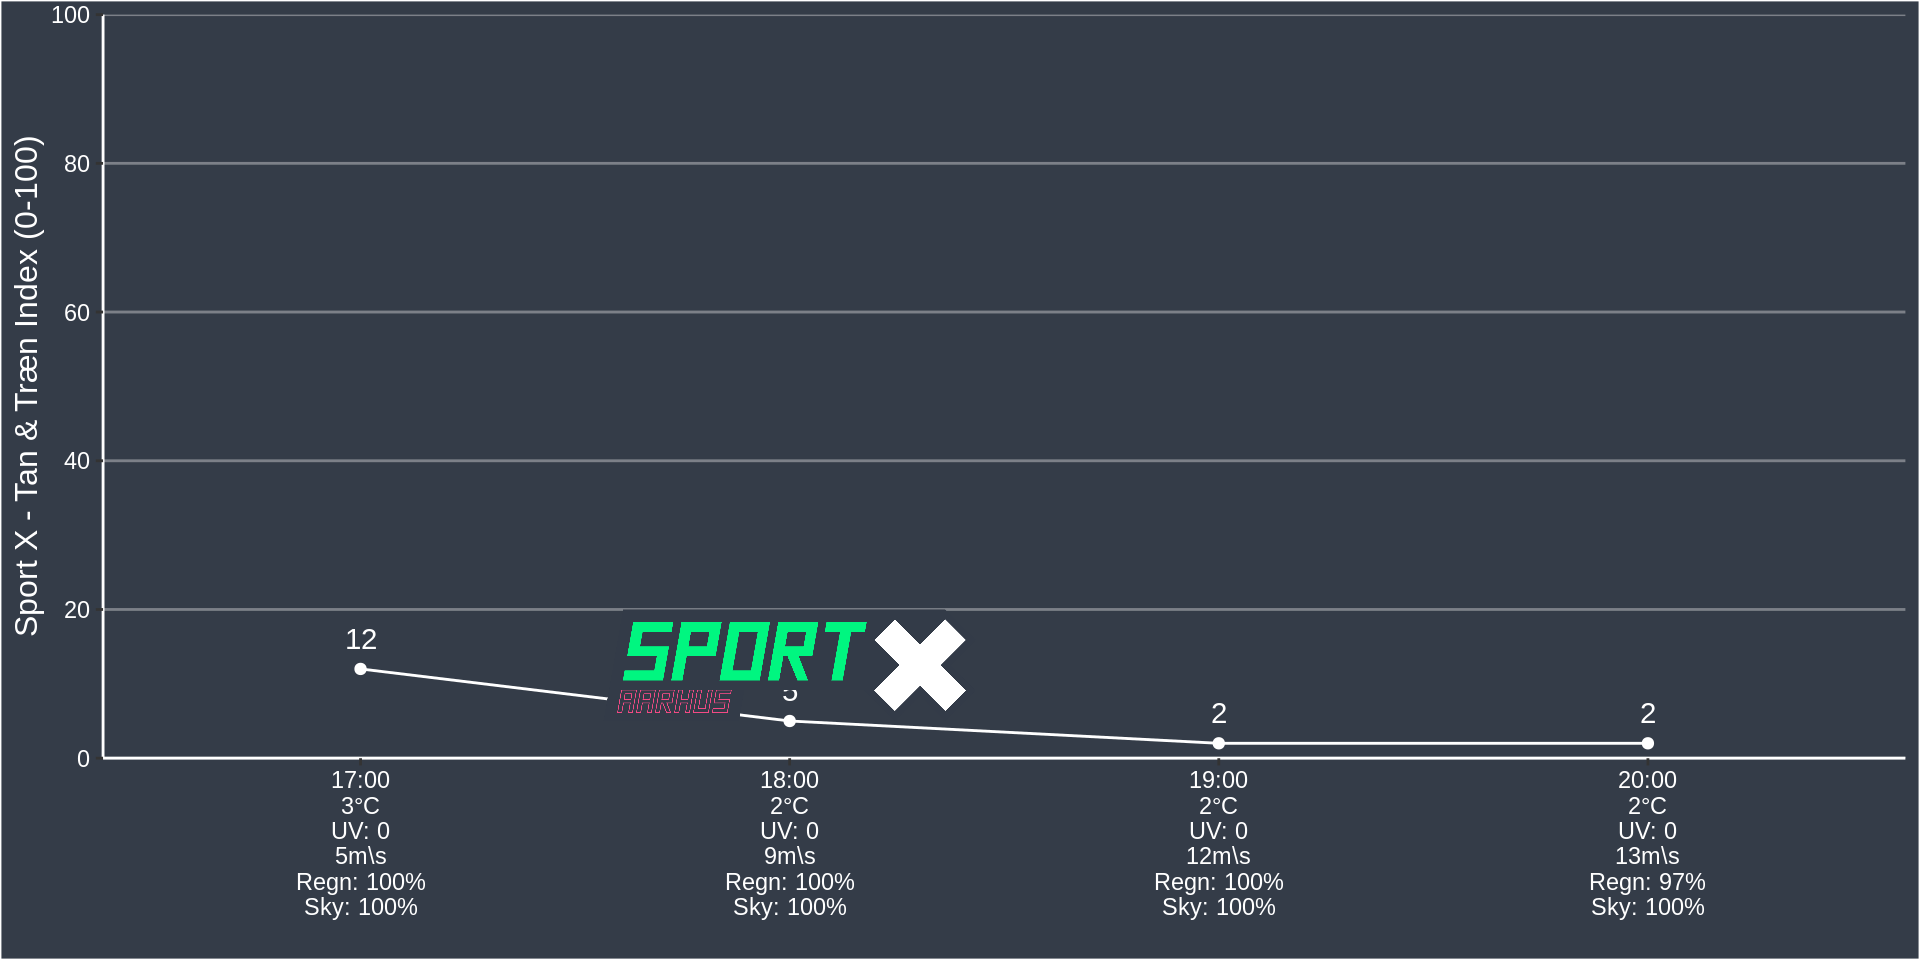 Sport X - Tan & Træn Index (0-100)
100
80
60
40
20
0
12
5
2
2
SPORT X
AARHUS
17:00
3°C
UV: 0
5m\s
Regn: 100%
Sky: 100%
18:00
2°C
UV: 0
9m\s
Regn: 100%
Sky: 100%
19:00
2°C
UV: 0
12m\s
Regn: 100%
Sky: 100%
20:00
2°C
UV: 0
13m\s
Regn: 97%
Sky: 100%